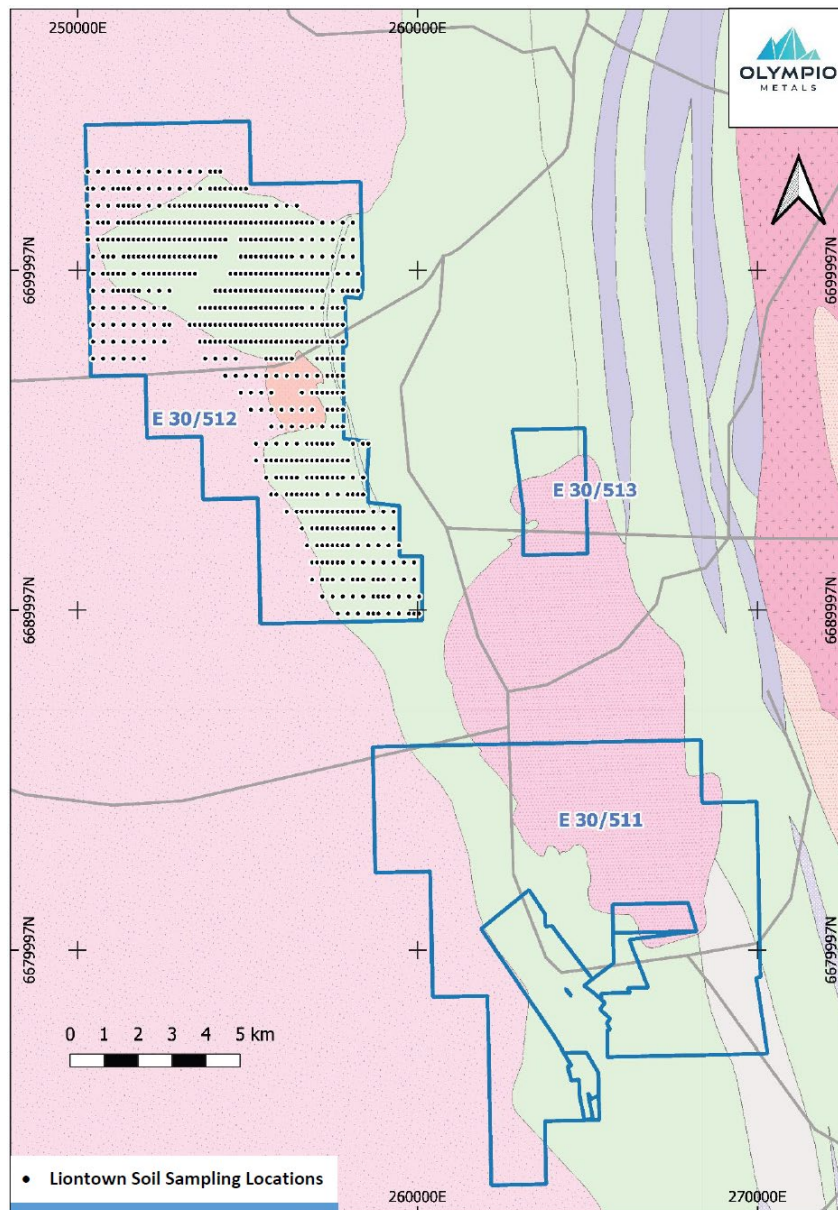 250000E
260000E
OLYMPIO
METALS
6699997N
6699997N
E 30/512
E 30/513
6689997N
6689997N
E 30/511
6679997N
6679997N
0 1 2 3 4 5 km
Liontown Soil Sampling Locations
260000E
270000E